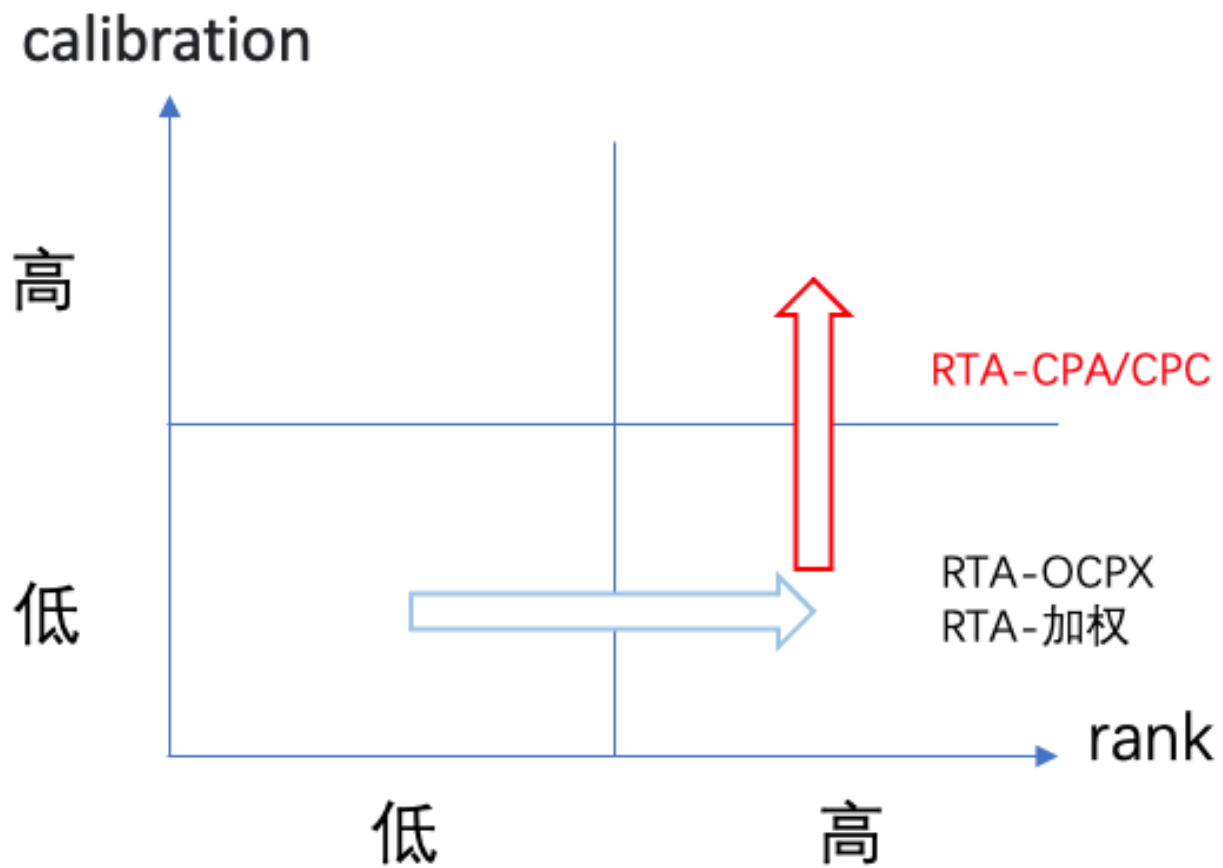 calibration
高
RTA-CPA/CPC
低
RTA-OCPX
RTA-加权
rank
低
高